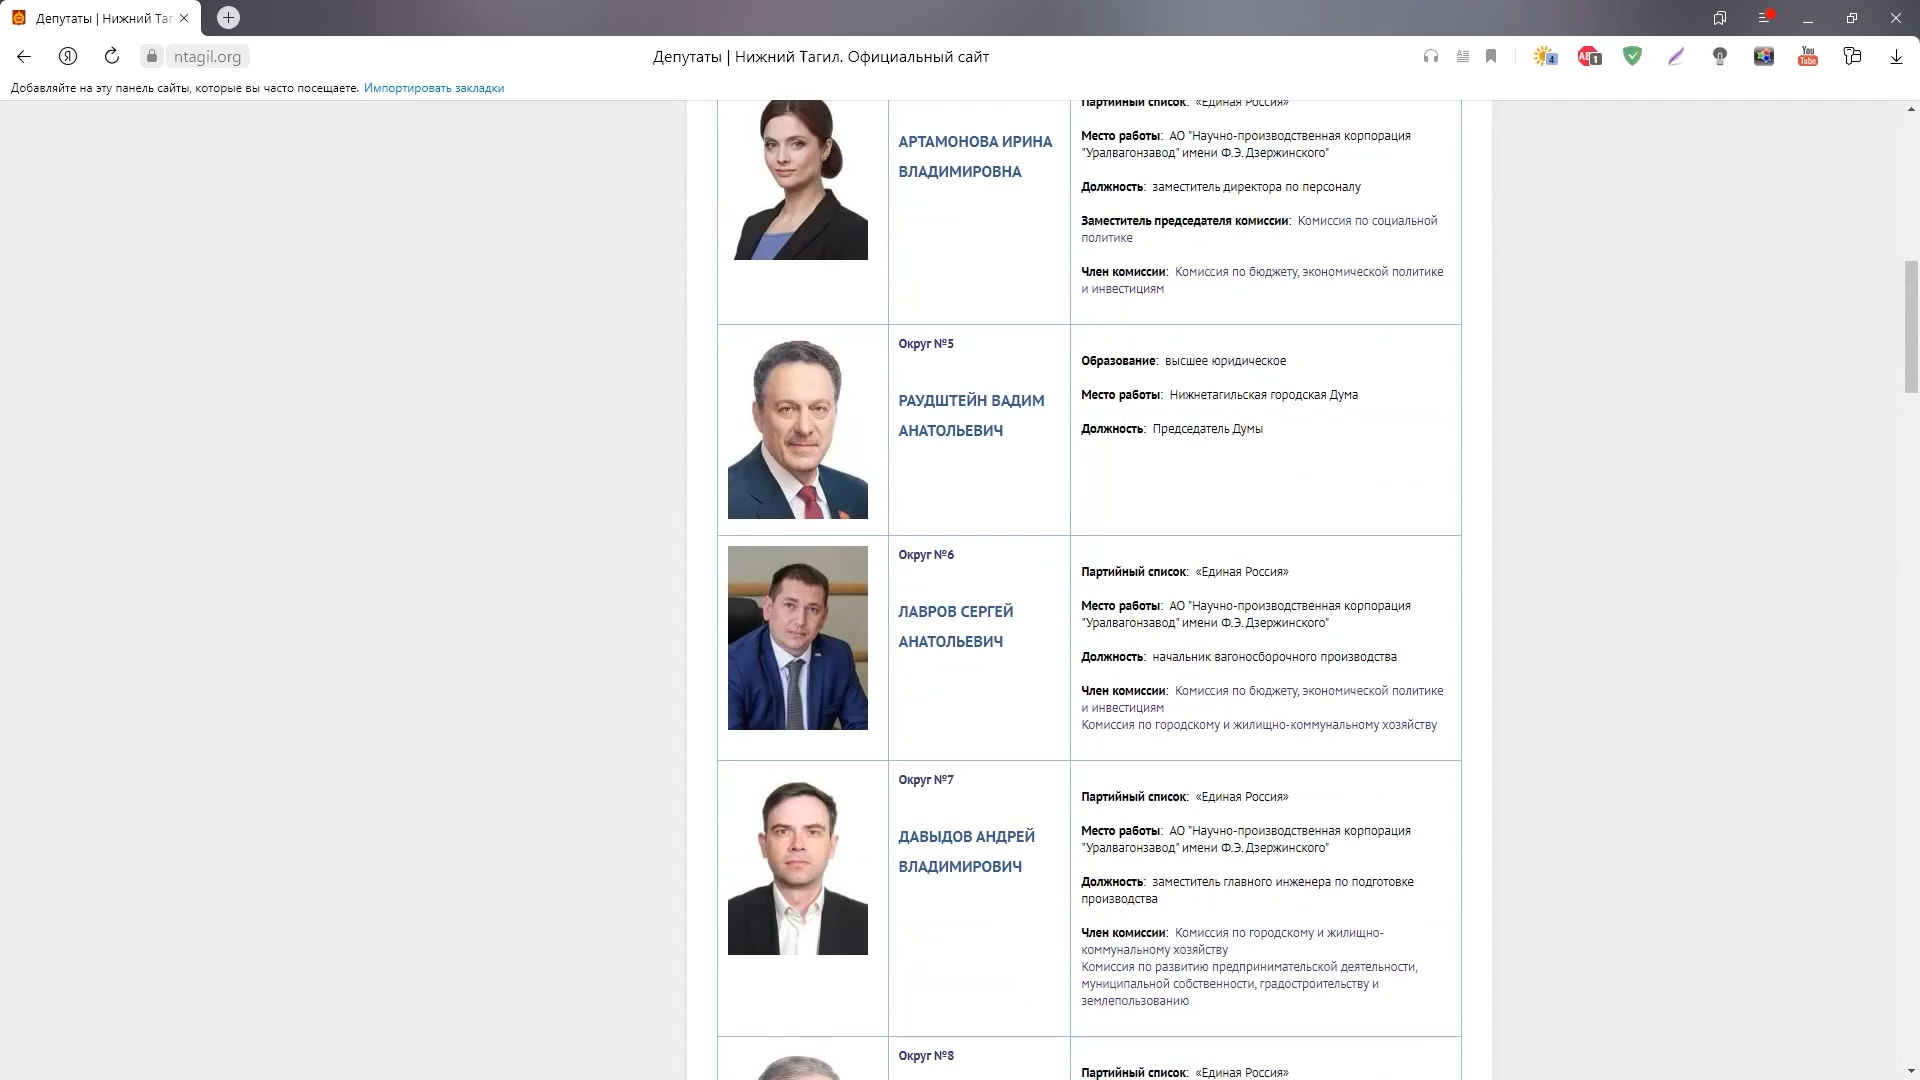 Депутаты | Нижний Таг
ntagil.org
Депутаты | Нижний Тагил. Официальный сайт
4
1
You
Tube
Добавляйте на эту панель сайты, которые вы часто посещаете. Импортировать закладки
АРТАМОНОВА ИРИНА
ВЛАДИМИРОВНА
Партийный список: «Единая Россия»
Место работы: АО "Научно-производственная корпорация
"Уралвагонзавод" имени Ф.Э. Дзержинского"
Должность: заместитель директора по персоналу
Заместитель председателя комиссии: Комиссия по социальной
политике
Член комиссии: Комиссия по бюджету, экономической политике
и инвестициям
Округ №5
РАУДШТЕЙН ВАДИМ
АНАТОЛЬЕВИЧ
Образование: высшее юридическое
Место работы: Нижнетагильская городская Дума
Должность: Председатель Думы
Округ №6
ЛАВРОВ СЕРГЕЙ
АНАТОЛЬЕВИЧ
Партийный список: «Единая Россия»
Место работы: АО "Научно-производственная корпорация
"Уралвагонзавод" имени Ф.Э. Дзержинского"
Должность: начальник вагоносборочного производства
Член комиссии: Комиссия по бюджету, экономической политике
и инвестициям
Комиссия по городскому и жилищно-коммунальному хозяйству
Округ №7
ДАВЫДОВ АНДРЕЙ
ВЛАДИМИРОВИЧ
Партийный список: «Единая Россия»
Место работы: АО "Научно-производственная корпорация
"Уралвагонзавод" имени Ф.Э. Дзержинского"
Должность: заместитель главного инженера по подготовке
производства
Член комиссии: Комиссия по городскому и жилищно-
коммунальному хозяйству
Комиссия по развитию предпринимательской деятельности,
муниципальной собственности, градостроительству и
землепользованию
Округ №8
Партийный список: «Единая Россия»